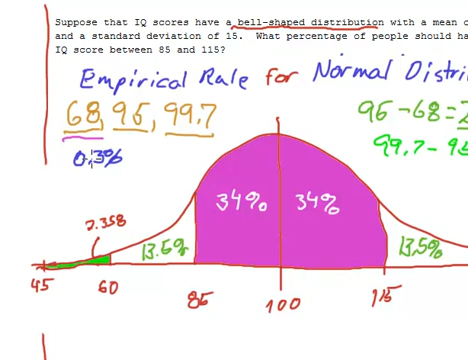 Suppose that IQ scores have a bell-shaped distribution with a mean o
and a standard deviation of 15. What percentage of people should ha
IQ score between 85 and 115?
Empirical Rule for Normal Distri
68, 95, 99.7
95 - 68 =
0.3%
99.7 - 95
34% 34%
2.358
13.5% 13.5%
45 60 85 100 115